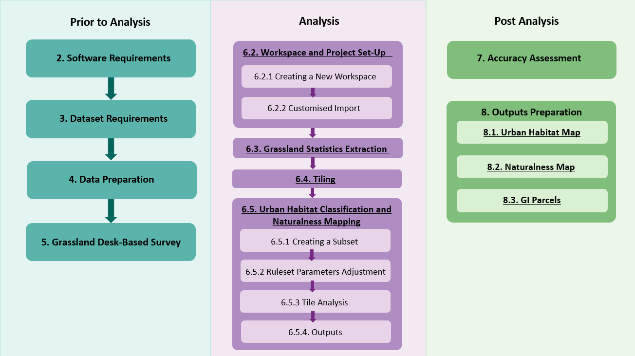 Prior to Analysis
2. Software Requirements
3. Dataset Requirements
4. Data Preparation
5. Grassland Desk-Based Survey
Analysis
6.2. Workspace and Project Set-Up
6.2.1 Creating a New Workspace
6.2.2 Customised Import
6.3. Grassland Statistics Extraction
6.4. Tiling
6.5. Urban Habitat Classification and
Naturalness Mapping
6.5.1 Creating a Subset
6.5.2 Ruleset Parameters Adjustment
6.5.3 Tile Analysis
6.5.4. Outputs
Post Analysis
7. Accuracy Assessment
8. Outputs Preparation
8.1. Urban Habitat Map
8.2. Naturalness Map
8.3. GI Parcels